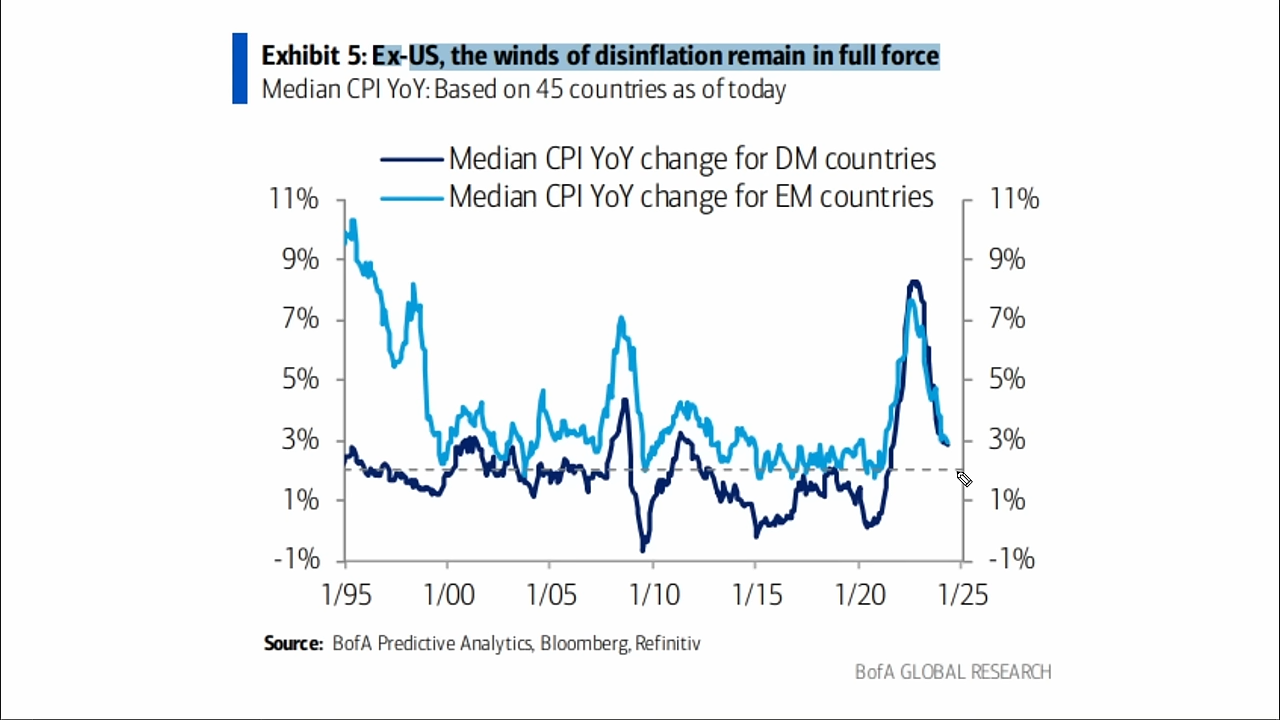 Exhibit 5: Ex-US, the winds of disinflation remain in full force
Median CPI YoY: Based on 45 countries as of today
Median CPI YoY change for DM countries
Median CPI YoY change for EM countries
11% 11%
9% 9%
7% 7%
5% 5%
3% 3%
1% 1%
-1% -1%
1/95 1/00 1/05 1/10 1/15 1/20 1/25
Source: BofA Predictive Analytics, Bloomberg, Refinitiv
BofA GLOBAL RESEARCH